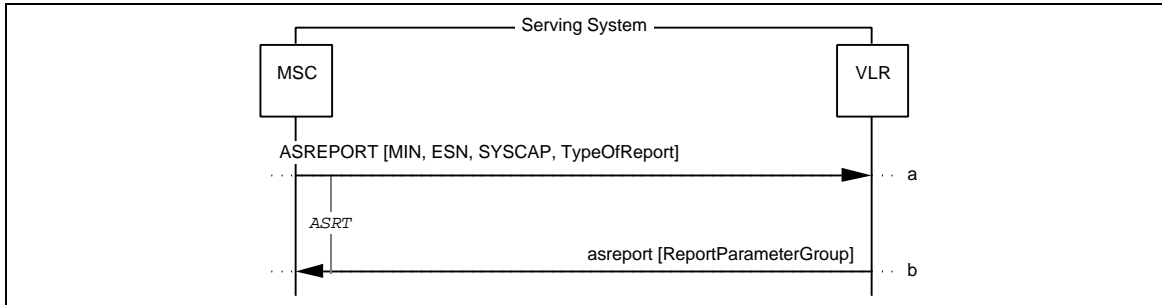 Serving System
MSC
VLR
ASREPORT [MIN, ESN, SYSCAP, TypeOfReport]
a
ASRT
asreport [ReportParameterGroup]
b